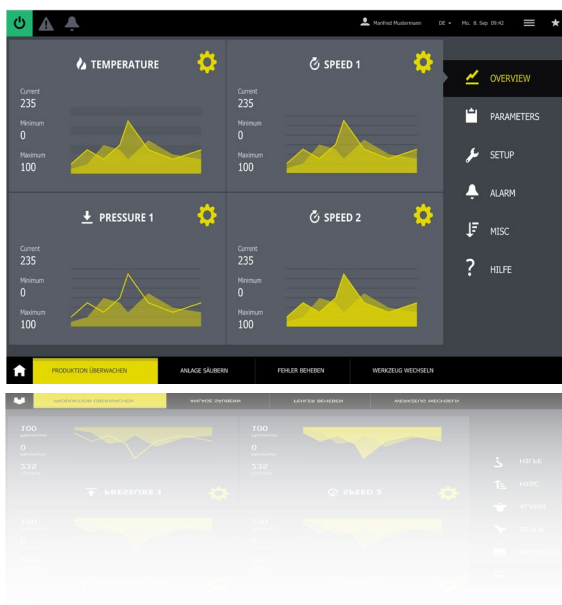 Manfred Mustermann DE Mo. 8. Sep 09:42
TEMPERATURE
Current
235
Minimum
0
Maximum
100
SPEED 1
Current
235
Minimum
0
Maximum
100
PRESSURE 1
Current
235
Minimum
0
Maximum
100
SPEED 2
Current
235
Minimum
0
Maximum
100
OVERVIEW
PARAMETERS
SETUP
ALARM
MISC
? HILFE
PRODUKTION ÜBERWACHEN ANLAGE SÄUBERN FEHLER BEHEBEN WERKZEUG WECHSELN